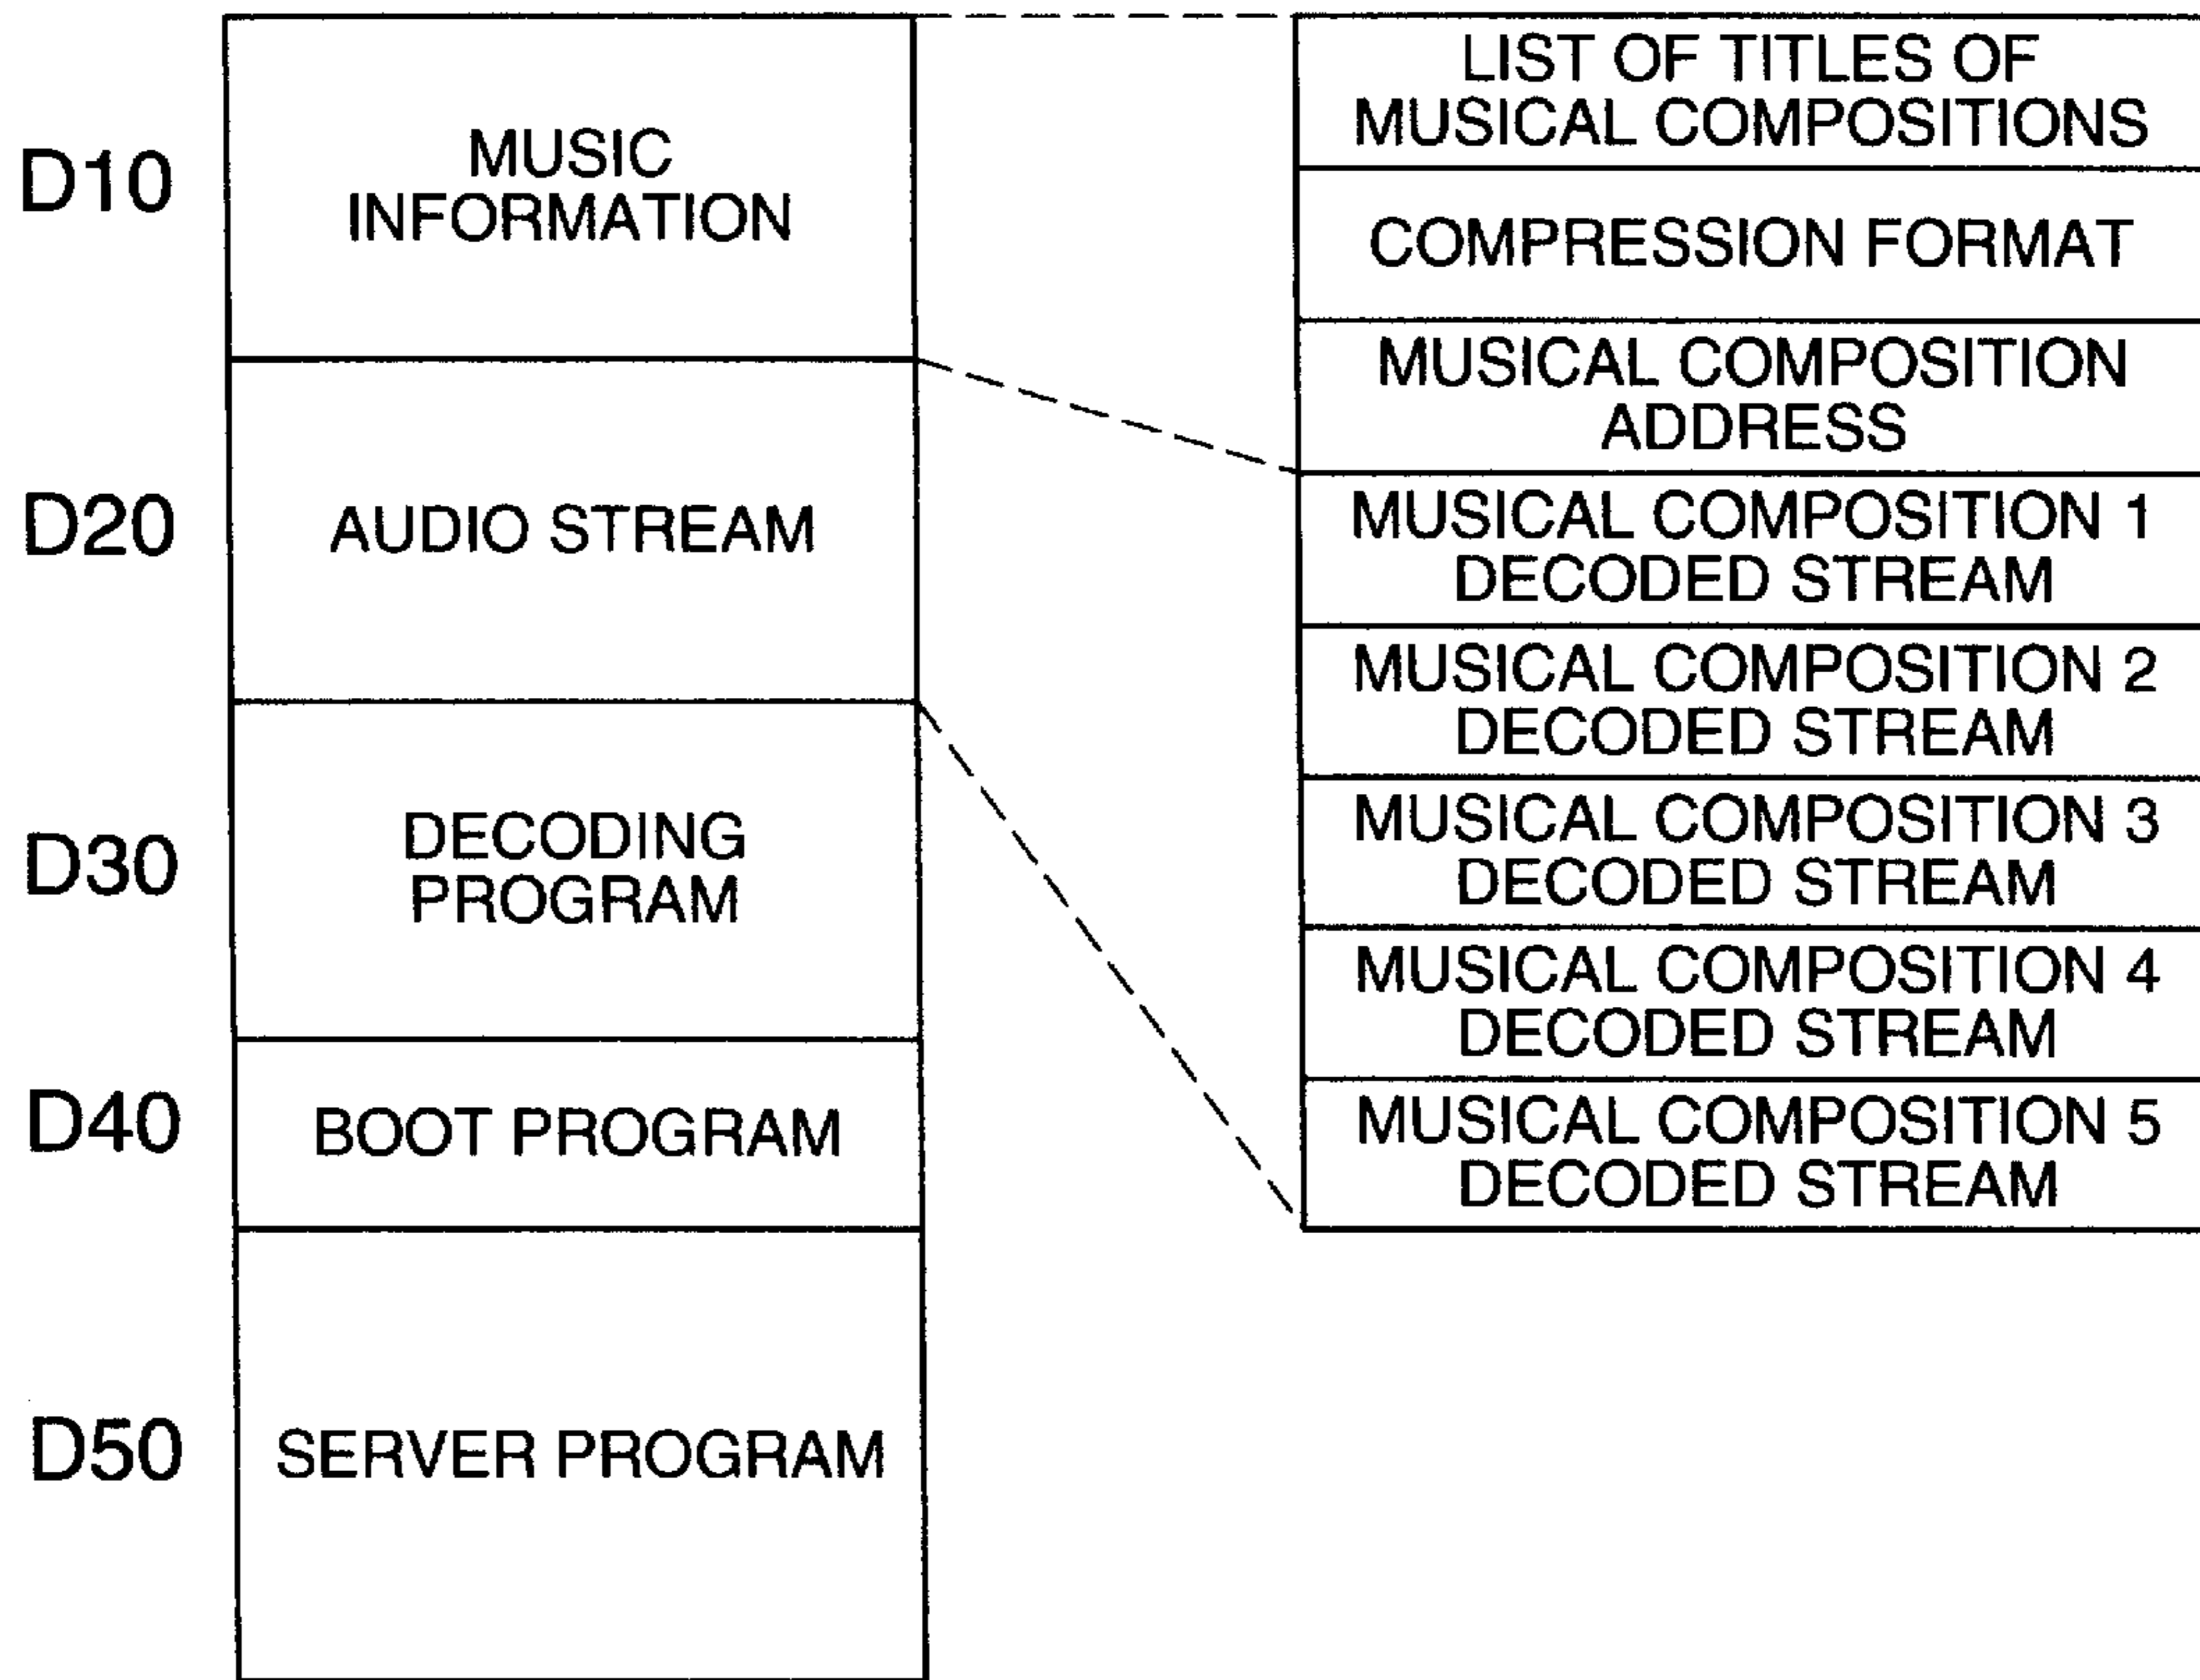 D10
MUSIC
INFORMATION
D20
AUDIO STREAM
D30
DECODING
PROGRAM
D40
BOOT PROGRAM
D50
SERVER PROGRAM
LIST OF TITLES OF
MUSICAL COMPOSITIONS
COMPRESSION FORMAT
MUSICAL COMPOSITION
ADDRESS
MUSICAL COMPOSITION 1
DECODED STREAM
MUSICAL COMPOSITION 2
DECODED STREAM
MUSICAL COMPOSITION 3
DECODED STREAM
MUSICAL COMPOSITION 4
DECODED STREAM
MUSICAL COMPOSITION 5
DECODED STREAM